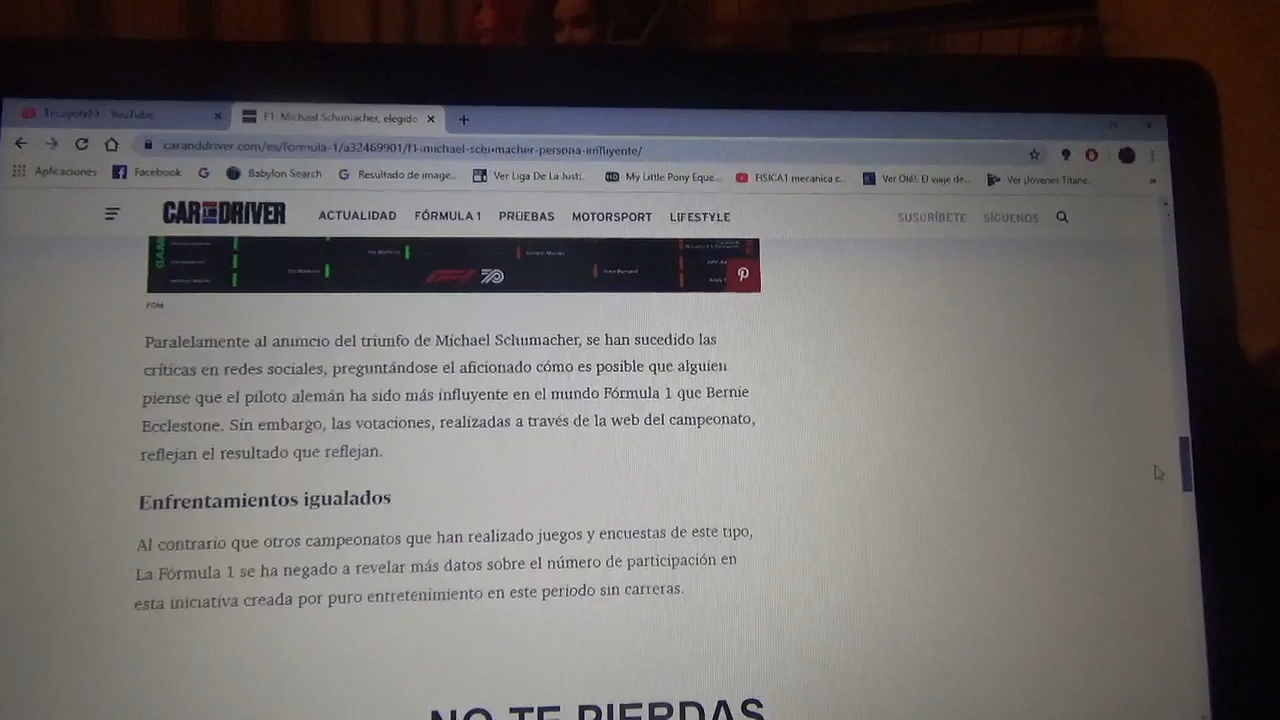 YouTube
F1: Michael Schumacher, elegido
caranddriver.com/es/formula-1/a32469901/f1-michael-schumacher-persona-influyente/
Aplicaciones Facebook Babylon Search Resultado de image... Ver Liga De La Justi... My Little Pony Eque... FISICA1 mecanica c... Ver Olé!: El viaje de... Ver ¡Jóvenes Titane...
CAR AND DRIVER ACTUALIDAD FÓRMULA 1 PRUEBAS MOTORSPORT LIFESTYLE SUSCRÍBETE SÍGUENOS
F1 70
FOM
Paralelamente al anuncio del triunfo de Michael Schumacher, se han sucedido las
críticas en redes sociales, preguntándose el aficionado cómo es posible que alguien
piense que el piloto alemán ha sido más influyente en el mundo Fórmula 1 que Bernie
Ecclestone. Sin embargo, las votaciones, realizadas a través de la web del campeonato,
reflejan el resultado que reflejan.
Enfrentamientos igualados
Al contrario que otros campeonatos que han realizado juegos y encuestas de este tipo,
La Fórmula 1 se ha negado a revelar más datos sobre el número de participación en
esta iniciativa creada por puro entretenimiento en este periodo sin carreras.
NO TE PIERDAS